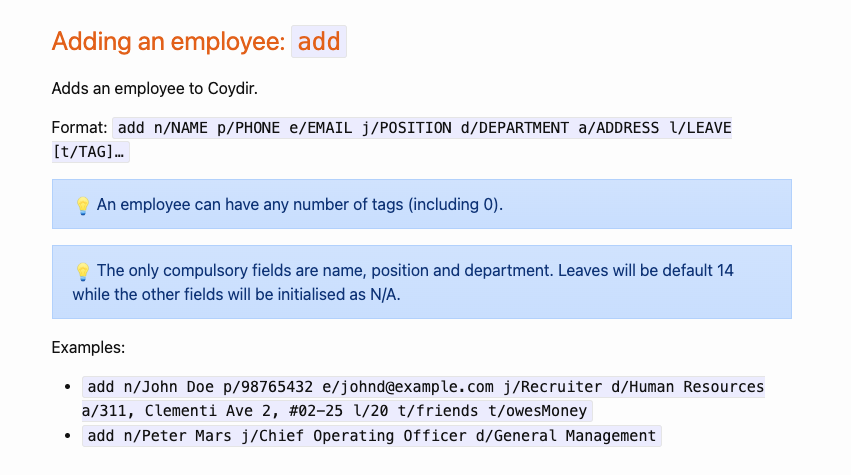 Adding an employee: add
Adds an employee to Coydir.
Format: add n/NAME p/PHONE e/EMAIL j/POSITION d/DEPARTMENT a/ADDRESS l/LEAVE
[t/TAG]…
💡 An employee can have any number of tags (including 0).
💡 The only compulsory fields are name, position and department. Leaves will be default 14
while the other fields will be initialised as N/A.
Examples:
• add n/John Doe p/98765432 e/johnd@example.com j/Recruiter d/Human Resources
a/311, Clementi Ave 2, #02-25 l/20 t/friends t/owesMoney
• add n/Peter Mars j/Chief Operating Officer d/General Management